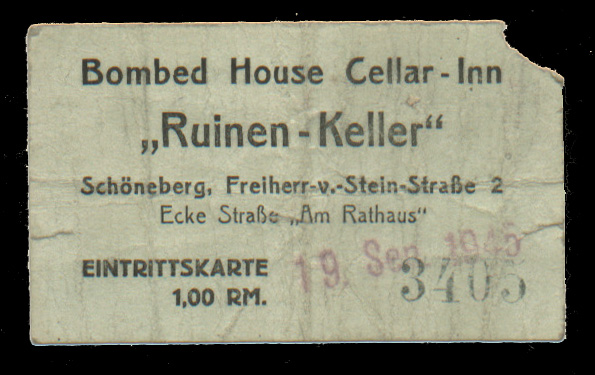 Bombed House Cellar-Inn
„Ruinen-Keller“
Schöneberg, Freiherr-v.-Stein-Straße 2
Ecke Straße „Am Rathaus“
EINTRITTSKARTE
1,00 RM.
19. Sep. 1945
3405